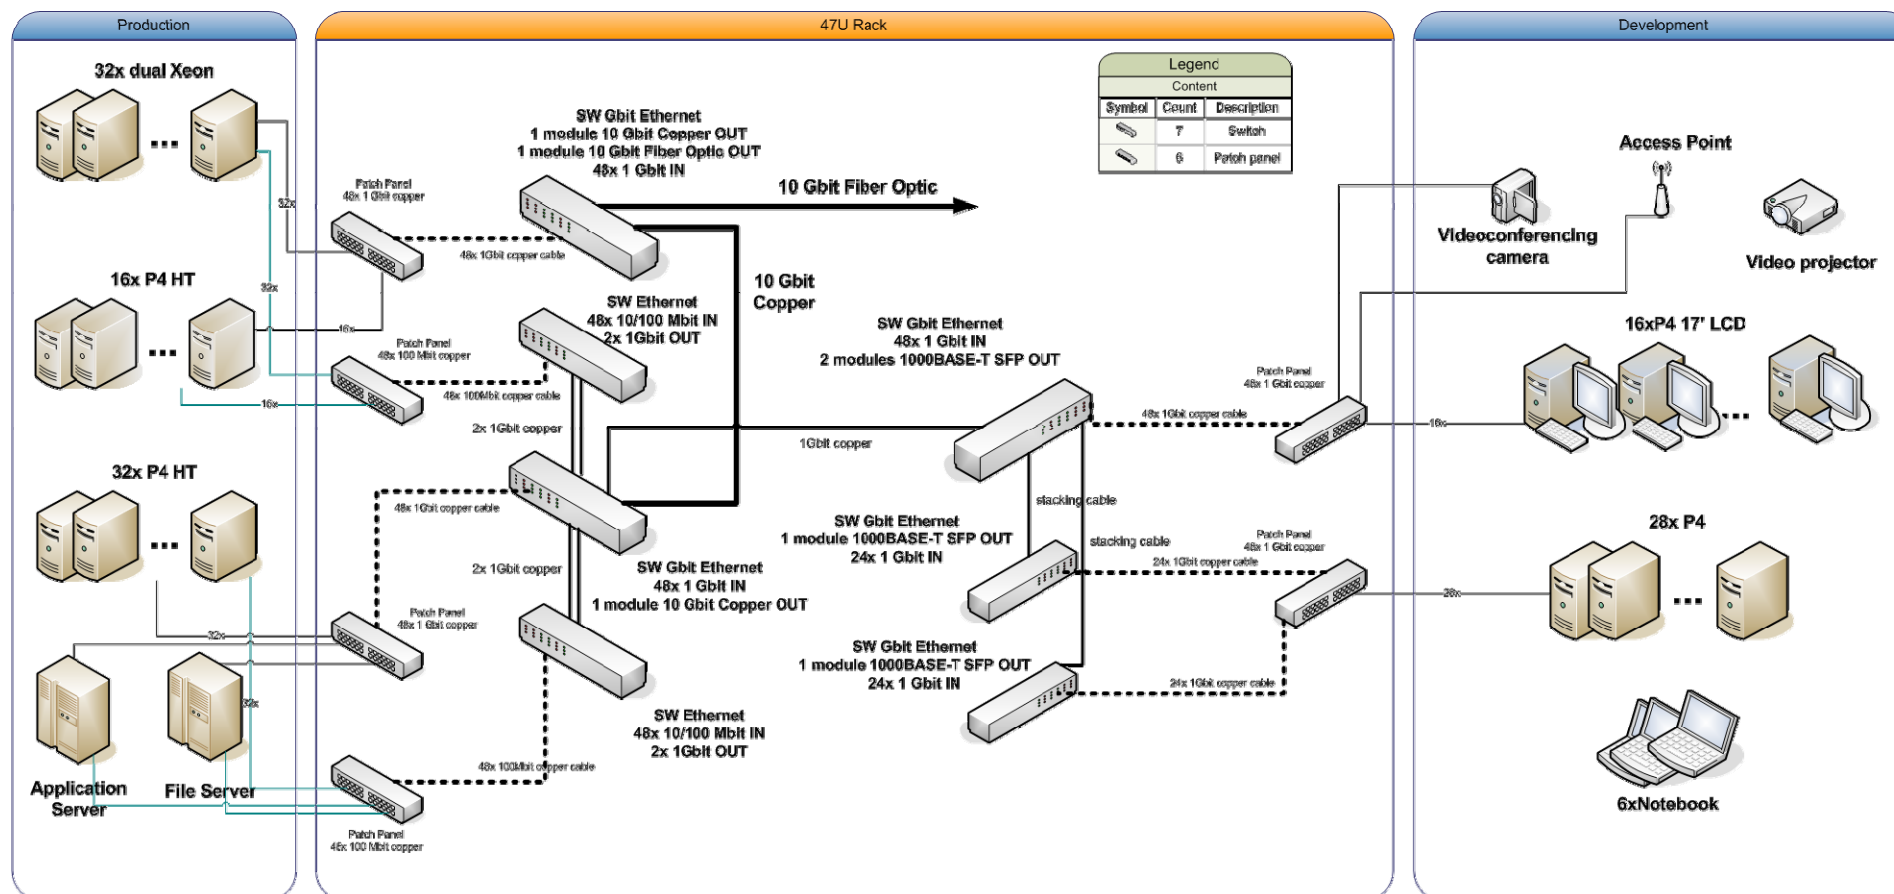 Production
47U Rack
Development
32x dual Xeon
32x
32x
16x P4 HT
16x
16x
32x P4 HT
32x
32x
Application
Server
File Server
Patch Panel
48x 1 Gbit copper
SW Gbit Ethernet
1 module 10 Gbit Copper OUT
1 module 10 Gbit Fiber Optic OUT
48x 1 Gbit IN
10 Gbit Fiber Optic
48x 1Gbit copper cable
10 Gbit
Copper
SW Ethernet
48x 10/100 Mbit IN
2x 1Gbit OUT
Patch Panel
48x 100 Mbit copper
48x 100Mbit copper cable
2x 1Gbit copper
1Gbit copper
48x 1Gbit copper cable
2x 1Gbit copper
SW Gbit Ethernet
48x 1 Gbit IN
1 module 10 Gbit Copper OUT
Patch Panel
48x 1 Gbit copper
SW Ethernet
48x 10/100 Mbit IN
2x 1Gbit OUT
48x 100Mbit copper cable
Patch Panel
48x 100 Mbit copper
Legend
Content
Symbol Count Description
7 Switch
6 Patch panel
SW Gbit Ethernet
48x 1 Gbit IN
2 modules 1000BASE-T SFP OUT
48x 1Gbit copper cable
Patch Panel
48x 1 Gbit copper
stacking cable
stacking cable
SW Gbit Ethernet
1 module 1000BASE-T SFP OUT
24x 1 Gbit IN
24x 1Gbit copper cable
Patch Panel
48x 1 Gbit copper
SW Gbit Ethernet
1 module 1000BASE-T SFP OUT
24x 1 Gbit IN
24x 1Gbit copper cable
Access Point
Videoconferencing
camera
Video projector
16xP4 17' LCD
16x
28x P4
28x
6xNotebook